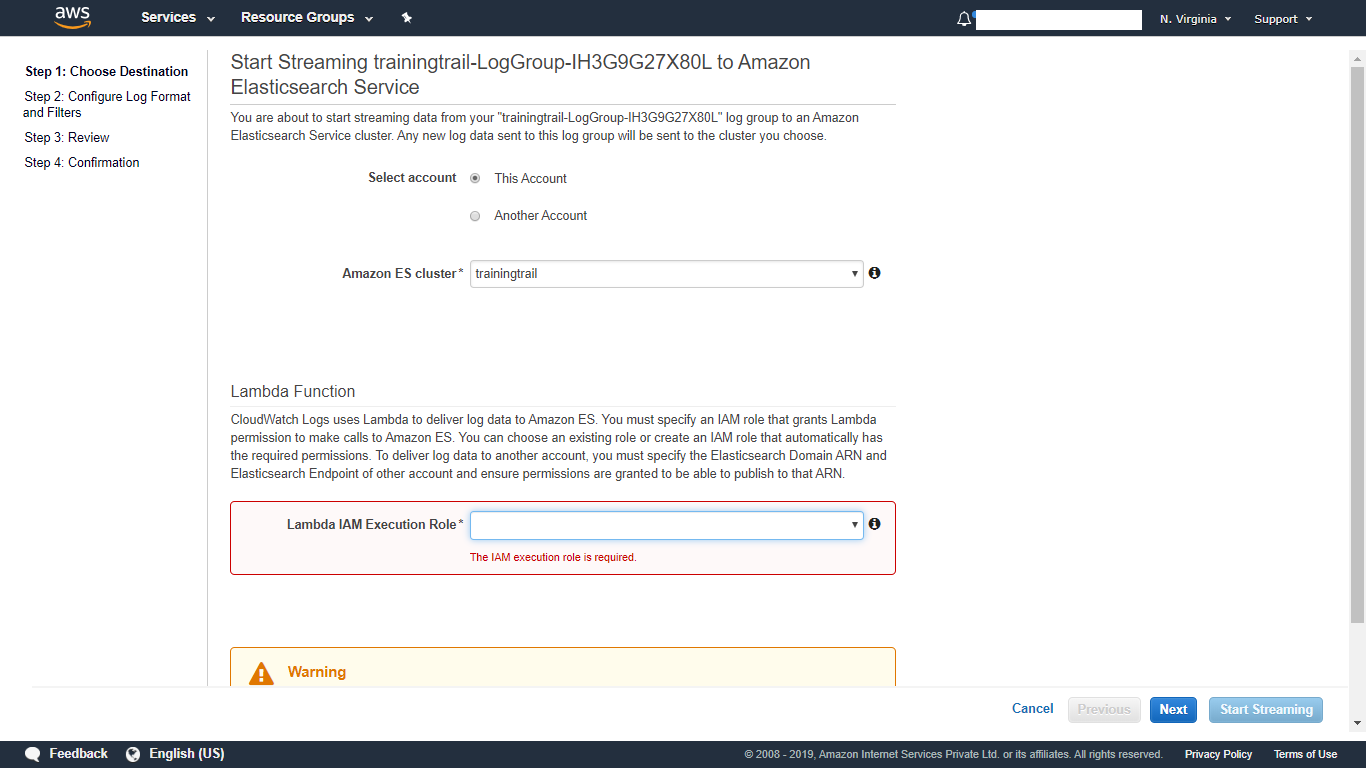 aws Services Resource Groups N. Virginia Support
Step 1: Choose Destination
Step 2: Configure Log Format
and Filters
Step 3: Review
Step 4: Confirmation
Start Streaming trainingtrail-LogGroup-IH3G9G27X80L to Amazon
Elasticsearch Service
You are about to start streaming data from your "trainingtrail-LogGroup-IH3G9G27X80L" log group to an Amazon
Elasticsearch Service cluster. Any new log data sent to this log group will be sent to the cluster you choose.
Select account This Account
Another Account
Amazon ES cluster* trainingtrail
Lambda Function
CloudWatch Logs uses Lambda to deliver log data to Amazon ES. You must specify an IAM role that grants Lambda
permission to make calls to Amazon ES. You can choose an existing role or create an IAM role that automatically has
the required permissions. To deliver log data to another account, you must specify the Elasticsearch Domain ARN and
Elasticsearch Endpoint of other account and ensure permissions are granted to be able to publish to that ARN.
Lambda IAM Execution Role*
The IAM execution role is required.
Warning
Cancel Previous Next Start Streaming
Feedback English (US) © 2008 - 2019, Amazon Internet Services Private Ltd. or its affiliates. All rights reserved. Privacy Policy Terms of Use